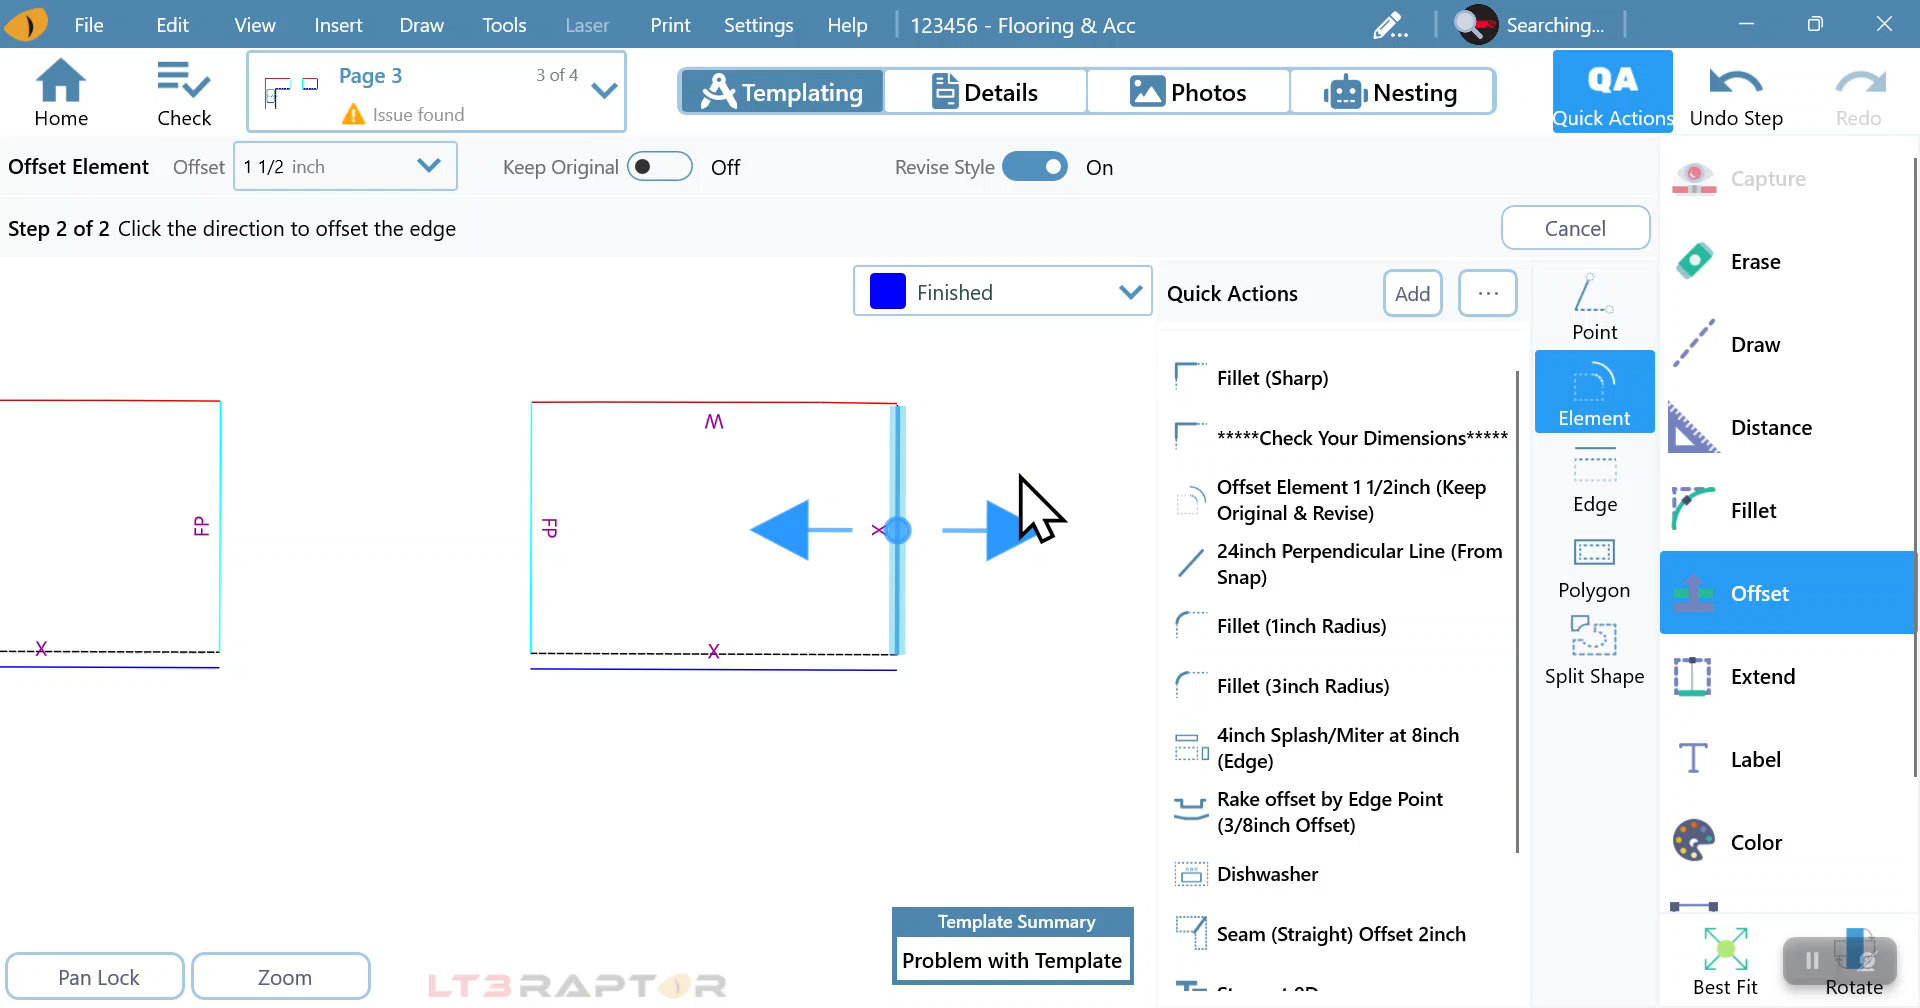 File Edit View Insert Draw Tools Laser Print Settings Help 123456 - Flooring & Acc Searching...
Home
Check
Page 3
3 of 4
Issue found
Templating
Details
Photos
Nesting
QA
Quick Actions
Undo Step
Redo
Offset Element Offset 1 1/2 inch Keep Original Off Revise Style On
Step 2 of 2 Click the direction to offset the edge
Cancel
Finished
Quick Actions
Add
...
Fillet (Sharp)
*****Check Your Dimensions*****
Offset Element 1 1/2inch (Keep
Original & Revise)
24inch Perpendicular Line (From
Snap)
Fillet (1inch Radius)
Fillet (3inch Radius)
4inch Splash/Miter at 8inch
(Edge)
Rake offset by Edge Point
(3/8inch Offset)
Dishwasher
Seam (Straight) Offset 2inch
Point
Element
Edge
Polygon
Split Shape
Capture
Erase
Draw
Distance
Fillet
Offset
Extend
Label
Color
Best Fit
Rotate
W
FP
FP
X
X
X
Template Summary
Problem with Template
Pan Lock
Zoom
LT3RAPTOR